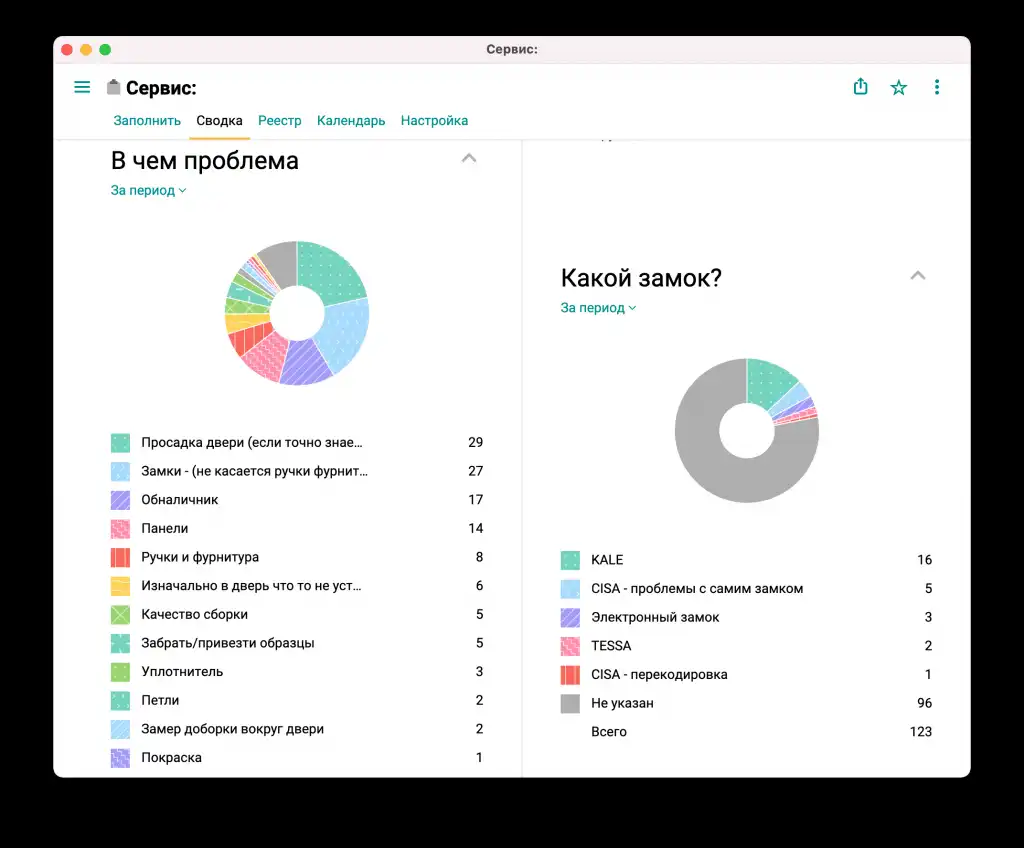 Сервис:
Сервис:
Заполнить Сводка Реестр Календарь Настройка
В чем проблема
За период
Просадка двери (если точно знае... 29
Замки - (не касается ручки фурнит... 27
Обналичник 17
Панели 14
Ручки и фурнитура 8
Изначально в дверь что то не уст... 6
Качество сборки 5
Забрать/привезти образцы 5
Уплотнитель 3
Петли 2
Замер доборки вокруг двери 2
Покраска 1
Какой замок?
За период
KALE 16
CISA - проблемы с самим замком 5
Электронный замок 3
TESSA 2
CISA - перекодировка 1
Не указан 96
Всего 123